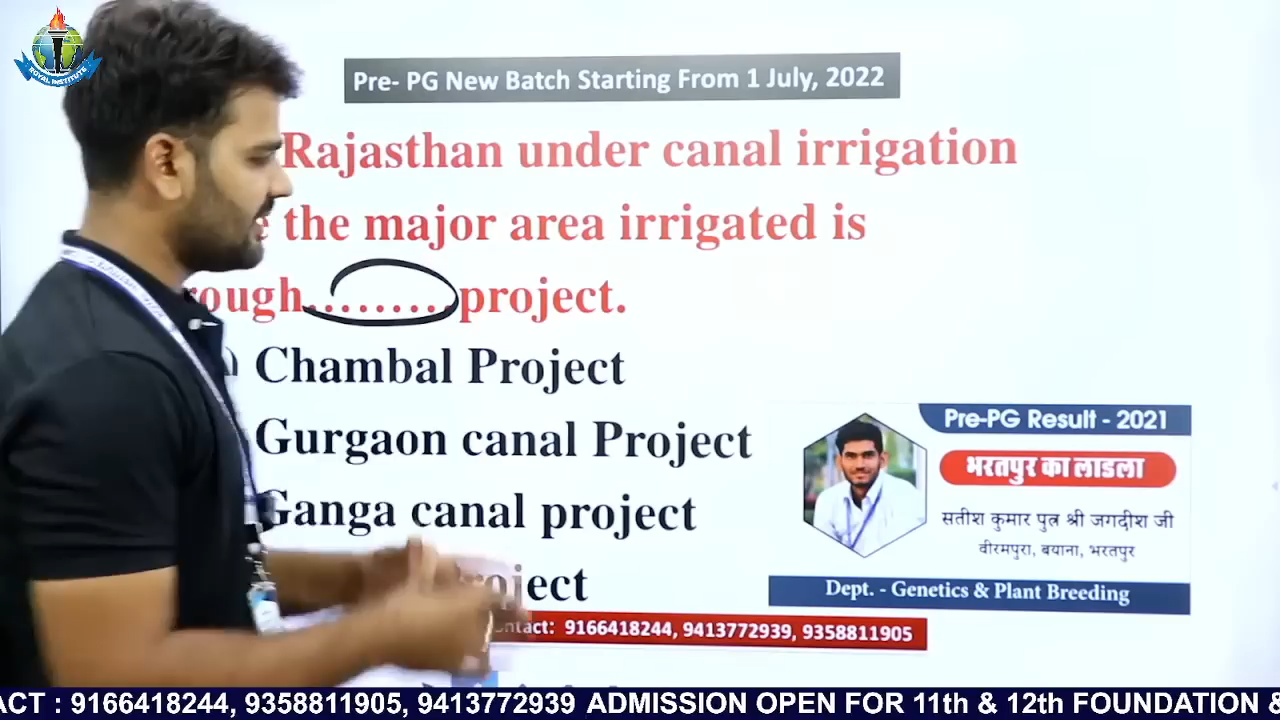 ROYAL INSTITUTE
Pre- PG New Batch Starting From 1 July, 2022
Rajasthan under canal irrigation
the major area irrigated is
rough.........project.
Chambal Project
Gurgaon canal Project
Ganga canal project
Project
Pre-PG Result - 2021
भरतपुर का लाडला
सतीश कुमार पुत्र श्री जगदीश जी
वीरमपुरा, बयाना, भरतपुर
Dept. - Genetics & Plant Breeding
ntact: 9166418244, 9413772939, 9358811905
ACT : 9166418244, 9358811905, 9413772939 ADMISSION OPEN FOR 11th & 12th FOUNDATION &